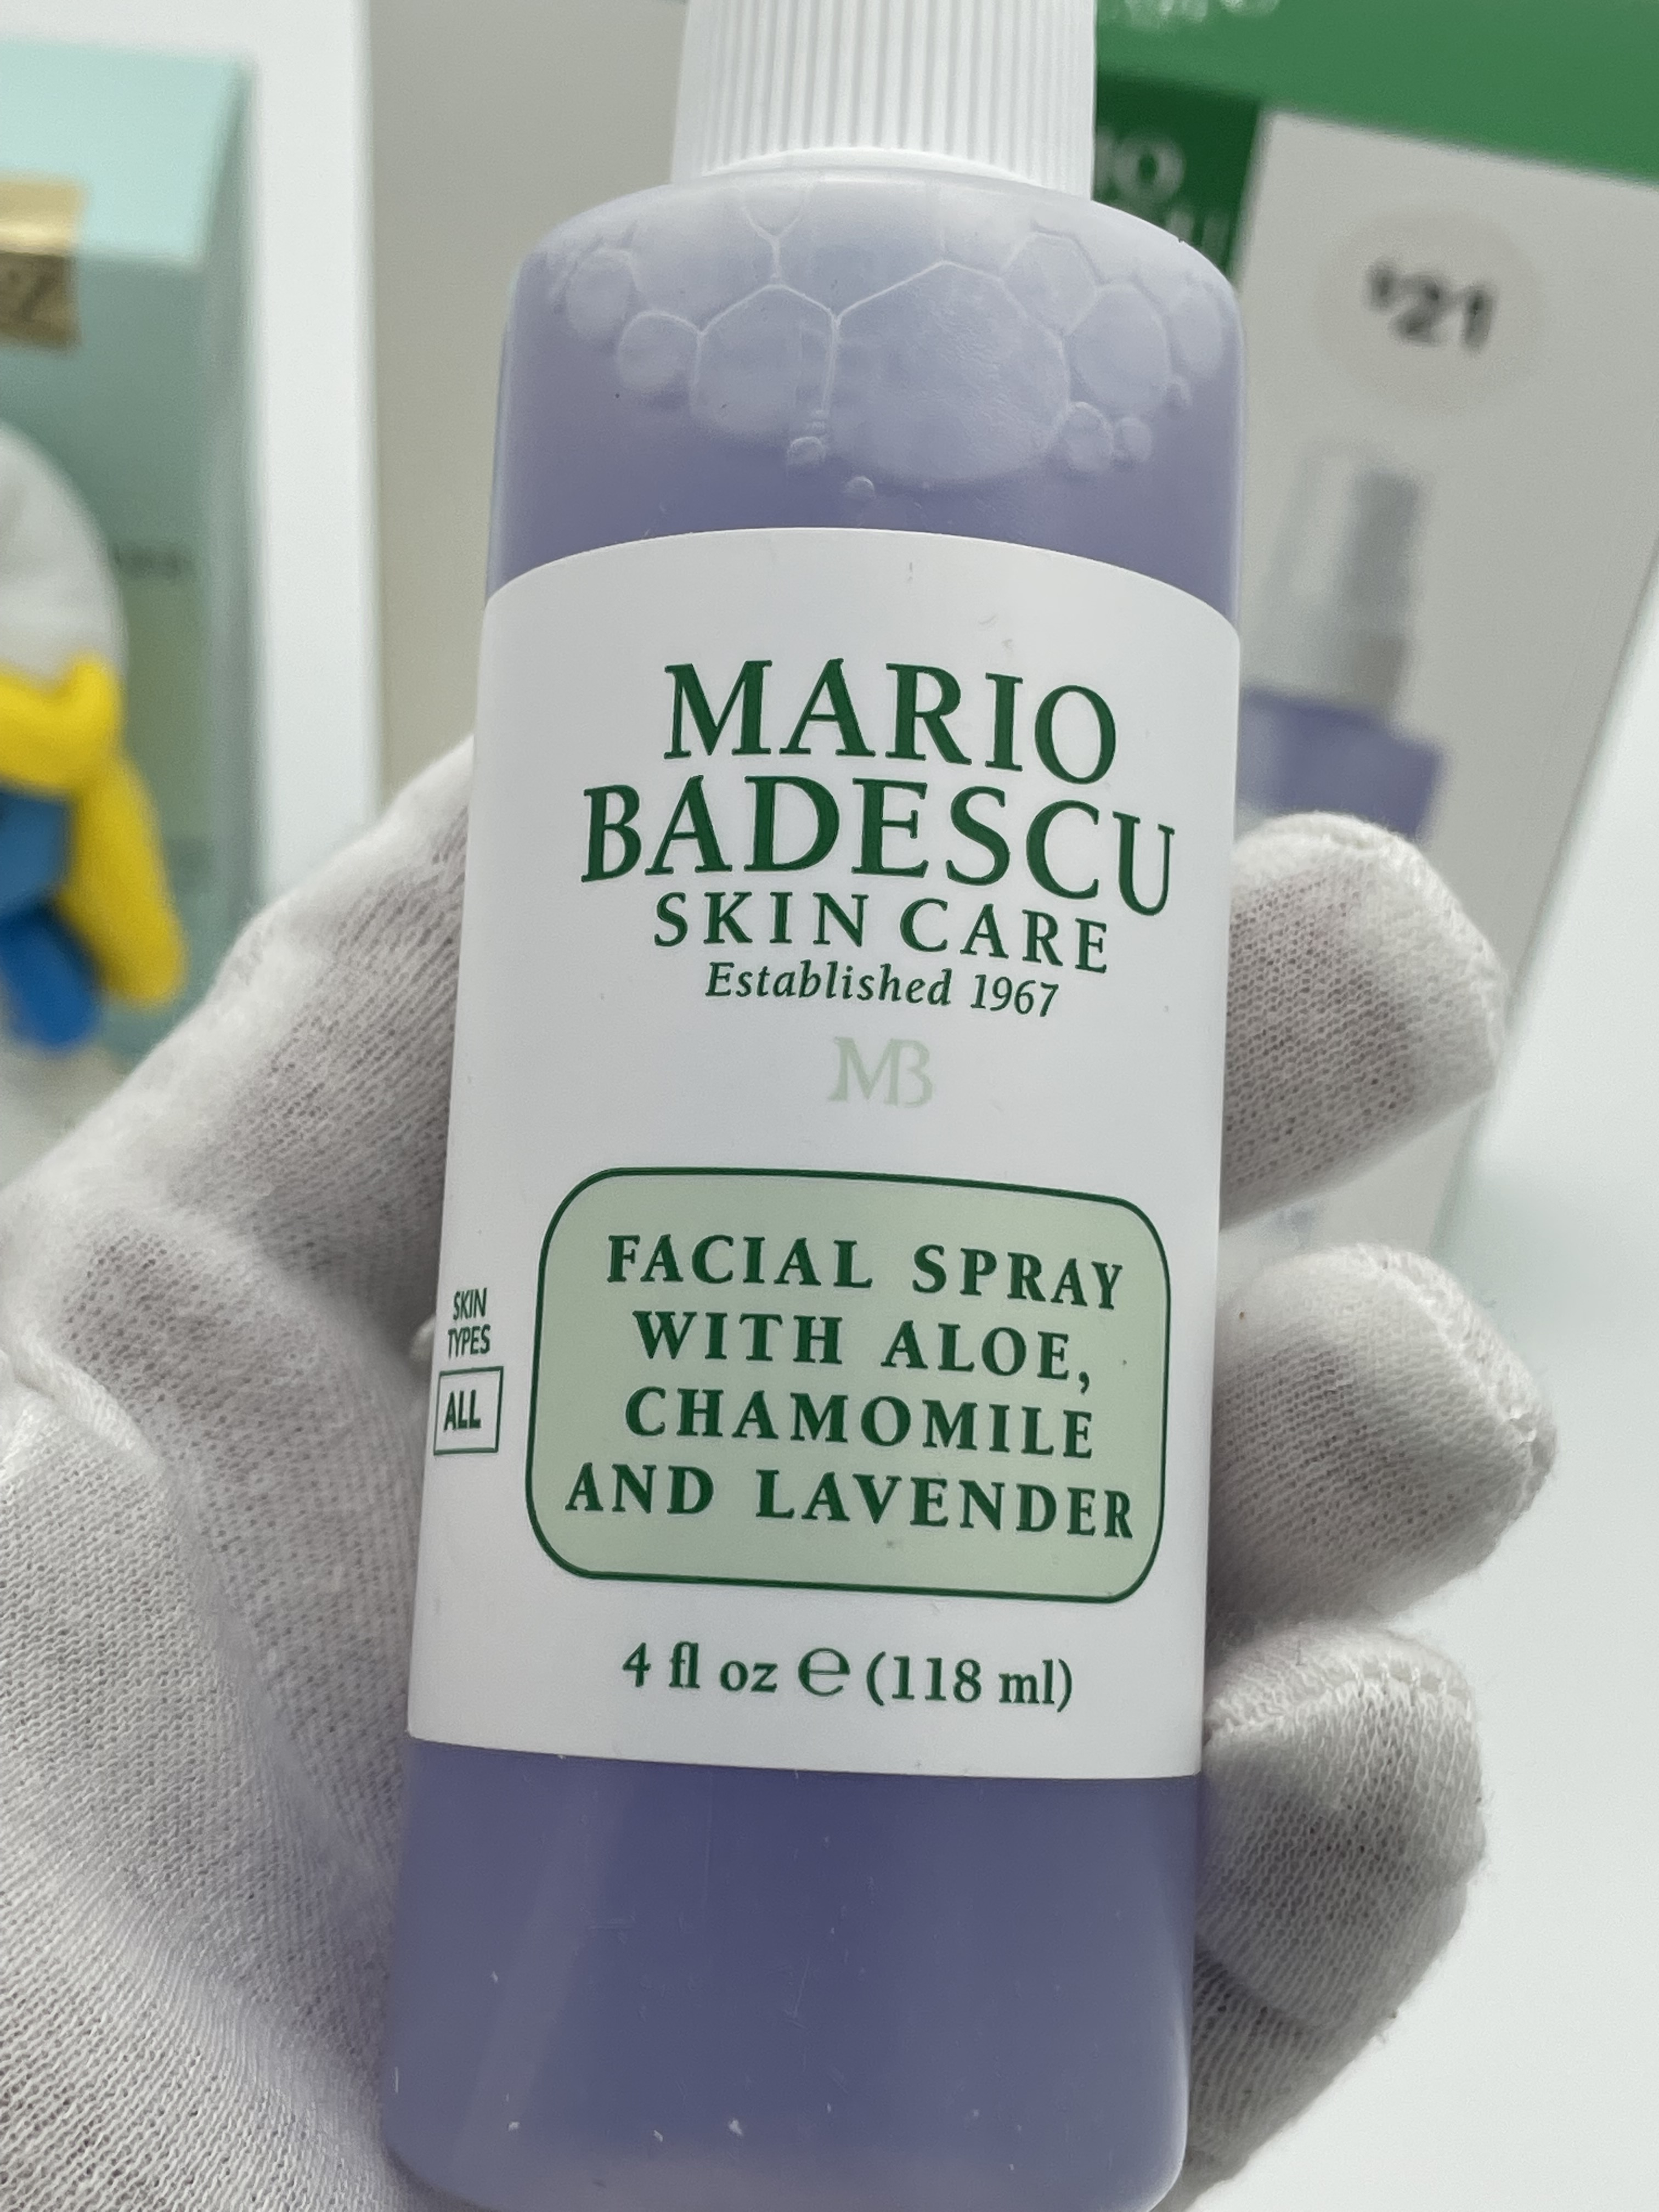 $21
MARIO
BADESCU
SKIN CARE
Established 1967
MB
FACIAL SPRAY
WITH ALOE,
CHAMOMILE
AND LAVENDER
SKIN
TYPES
ALL
4 fl oz ℮ (118 ml)